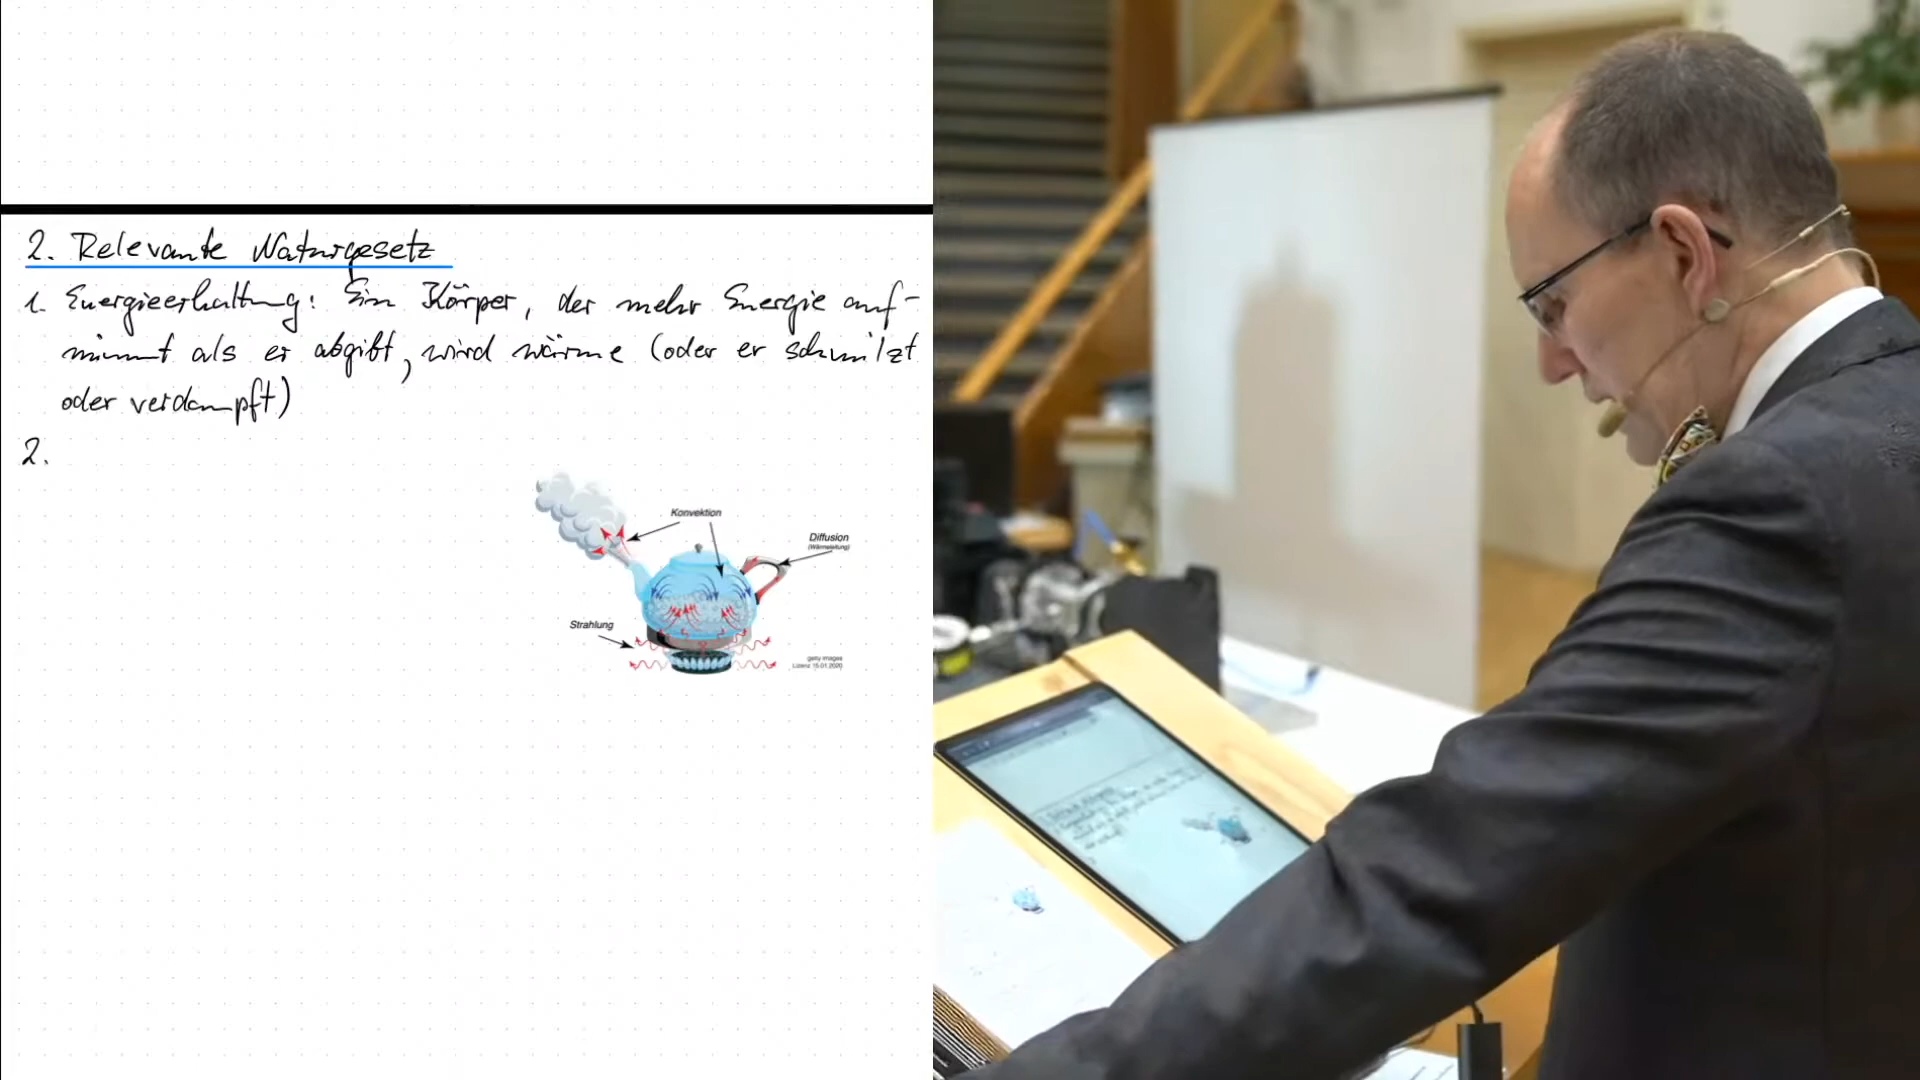 2. Relevante Naturgesetz
1. Energieerhaltung: Ein Körper, der mehr Energie auf-
nimmt als er abgibt, wird wärme (oder er schmilzt
oder verdampft)
2.
Konvektion
Diffusion
(Wärmeleitung)
Strahlung
getty images
Lizenz 15.01.2020